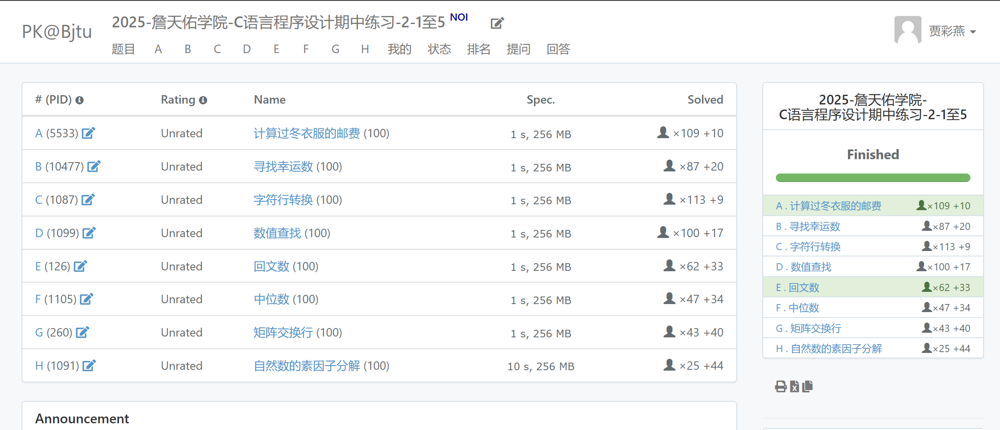 PK@Bjtu
2025-詹天佑学院-C语言程序设计期中练习-2-1至5 NOI
贾彩燕
题目 A B C D E F G H 我的 状态 排名 提问 回答
# (PID) Rating Name Spec. Solved
A (5533) Unrated 计算过冬衣服的邮费 (100) 1 s, 256 MB ×109 +10
B (10477) Unrated 寻找幸运数 (100) 1 s, 256 MB ×87 +20
C (1087) Unrated 字符行转换 (100) 1 s, 256 MB ×113 +9
D (1099) Unrated 数值查找 (100) 1 s, 256 MB ×100 +17
E (126) Unrated 回文数 (100) 1 s, 256 MB ×62 +33
F (1105) Unrated 中位数 (100) 1 s, 256 MB ×47 +34
G (260) Unrated 矩阵交换行 (100) 1 s, 256 MB ×43 +40
H (1091) Unrated 自然数的素因子分解 (100) 10 s, 256 MB ×25 +44
Announcement
2025-詹天佑学院-
C语言程序设计期中练习-2-1至5
Finished
A . 计算过冬衣服的邮费 ×109 +10
B . 寻找幸运数 ×87 +20
C . 字符行转换 ×113 +9
D . 数值查找 ×100 +17
E . 回文数 ×62 +33
F . 中位数 ×47 +34
G . 矩阵交换行 ×43 +40
H . 自然数的素因子分解 ×25 +44